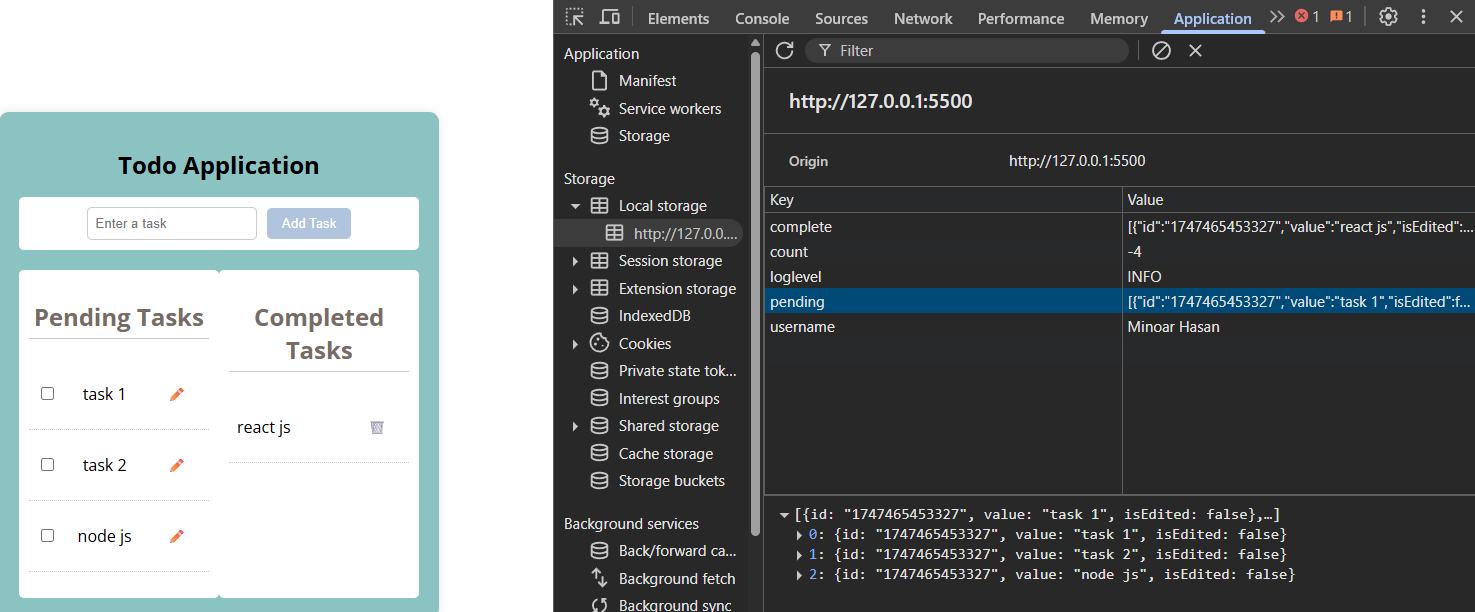 Todo Application
Enter a task
Add Task
Pending Tasks
task 1
task 2
node js
Completed
Tasks
react js
Elements Console Sources Network Performance Memory Application 1 1
Application
Manifest
Service workers
Storage
Storage
Local storage
http://127.0.0....
Session storage
Extension storage
IndexedDB
Cookies
Private state tok...
Interest groups
Shared storage
Cache storage
Storage buckets
Background services
Back/forward ca...
Background fetch
Background sync
Filter
http://127.0.0.1:5500
Origin http://127.0.0.1:5500
Key Value
complete [{"id":"1747465453327","value":"react js","isEdited":...
count -4
loglevel INFO
pending [{"id":"1747465453327","value":"task 1","isEdited":f...
username Minoar Hasan
[{id: "1747465453327", value: "task 1", isEdited: false},…]
0: {id: "1747465453327", value: "task 1", isEdited: false}
1: {id: "1747465453327", value: "task 2", isEdited: false}
2: {id: "1747465453327", value: "node js", isEdited: false}